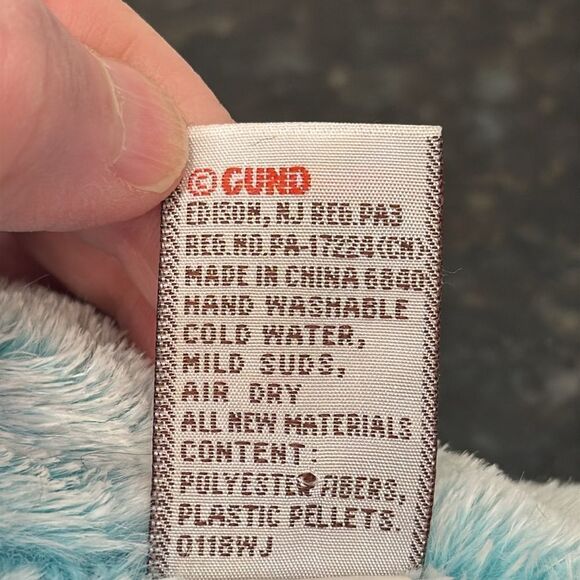 © GUND
EDISON, NJ REG.PA3
REG.NO.PA-17224(CN)
MADE IN CHINA 6840
HAND WASHABLE
COLD WATER,
MILD SUDS,
AIR DRY
ALL NEW MATERIALS
CONTENT:
POLYESTER FIBERS,
PLASTIC PELLETS.
0118WJ